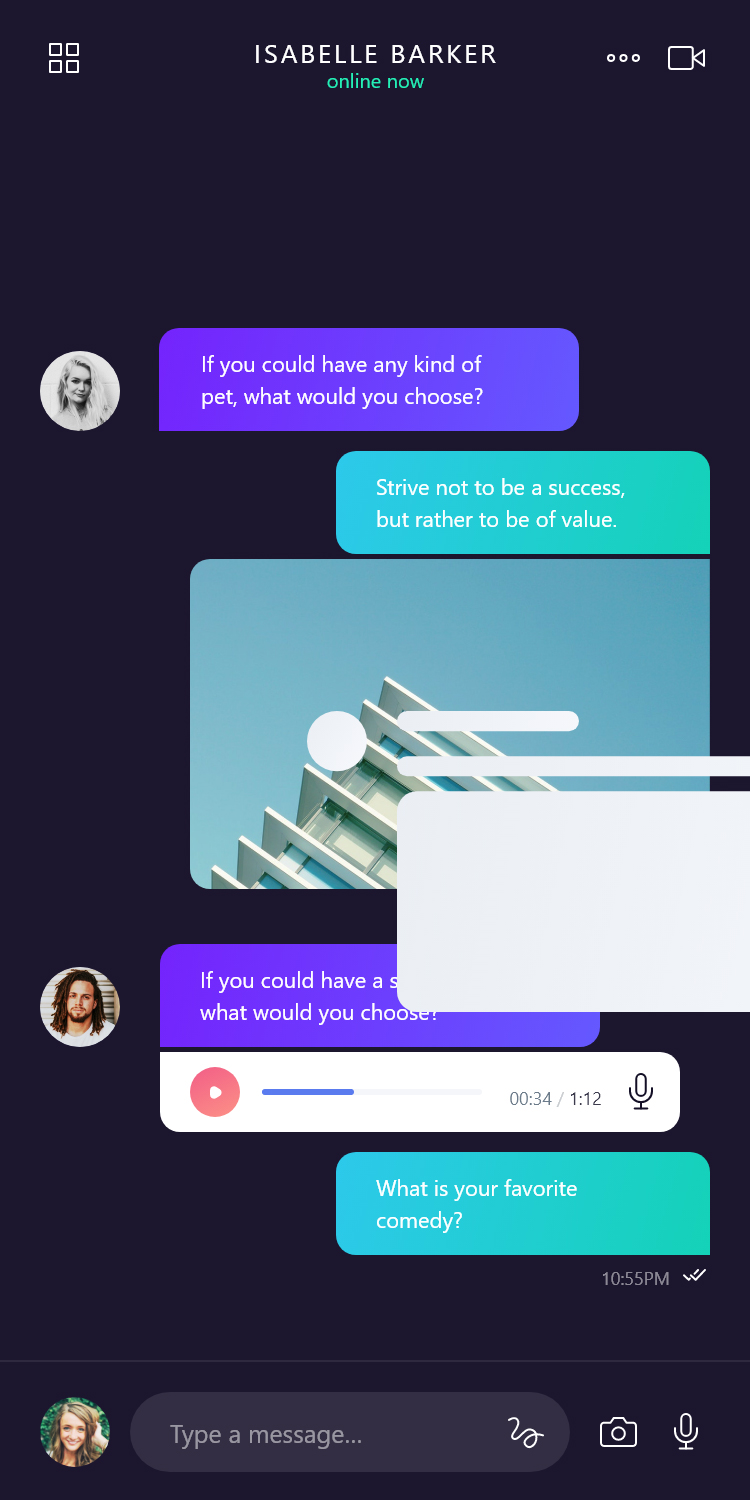 ISABELLE BARKER
online now
If you could have any kind of
pet, what would you choose?
Strive not to be a success,
but rather to be of value.
If you could have a
what would you choose?
00:34 / 1:12
What is your favorite
comedy?
10:55PM
Type a message...